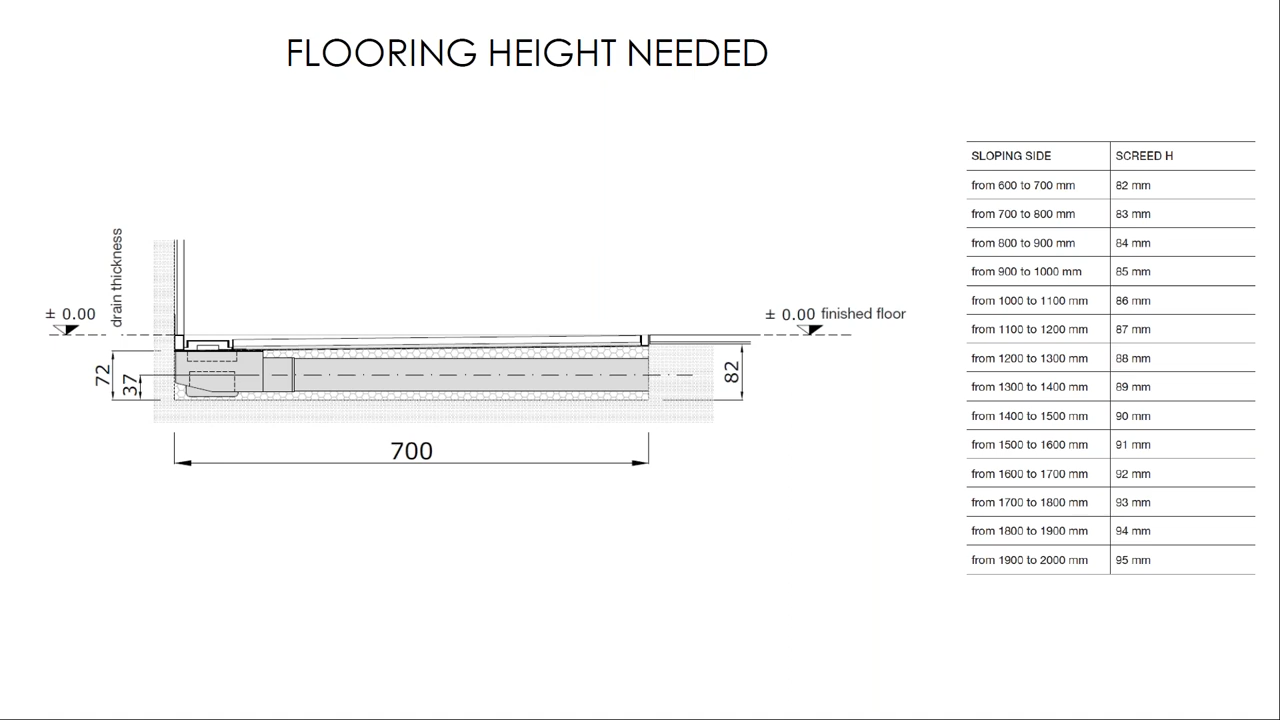 FLOORING HEIGHT NEEDED
drain thickness
± 0.00
± 0.00 finished floor
72
37
82
700
SLOPING SIDE SCREED H
from 600 to 700 mm 82 mm
from 700 to 800 mm 83 mm
from 800 to 900 mm 84 mm
from 900 to 1000 mm 85 mm
from 1000 to 1100 mm 86 mm
from 1100 to 1200 mm 87 mm
from 1200 to 1300 mm 88 mm
from 1300 to 1400 mm 89 mm
from 1400 to 1500 mm 90 mm
from 1500 to 1600 mm 91 mm
from 1600 to 1700 mm 92 mm
from 1700 to 1800 mm 93 mm
from 1800 to 1900 mm 94 mm
from 1900 to 2000 mm 95 mm